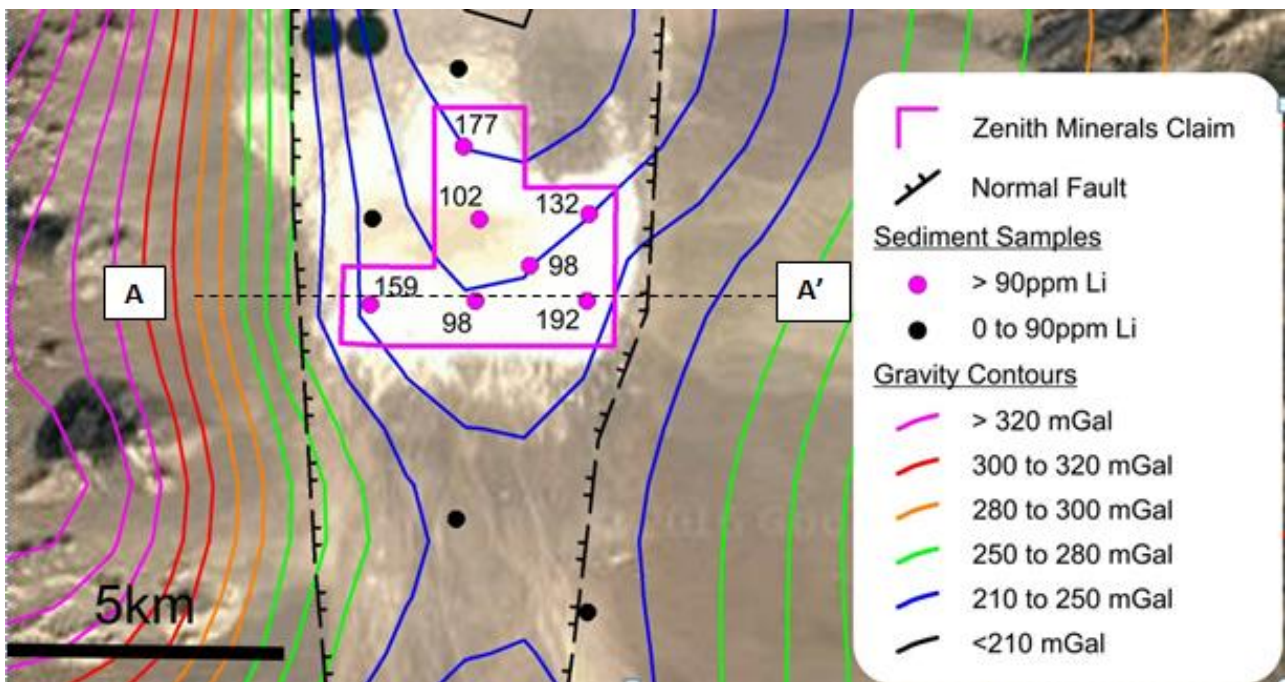 177
102
132
98
159
98
192
A
A'
5km
Zenith Minerals Claim
Normal Fault
Sediment Samples
> 90ppm Li
0 to 90ppm Li
Gravity Contours
> 320 mGal
300 to 320 mGal
280 to 300 mGal
250 to 280 mGal
210 to 250 mGal
<210 mGal